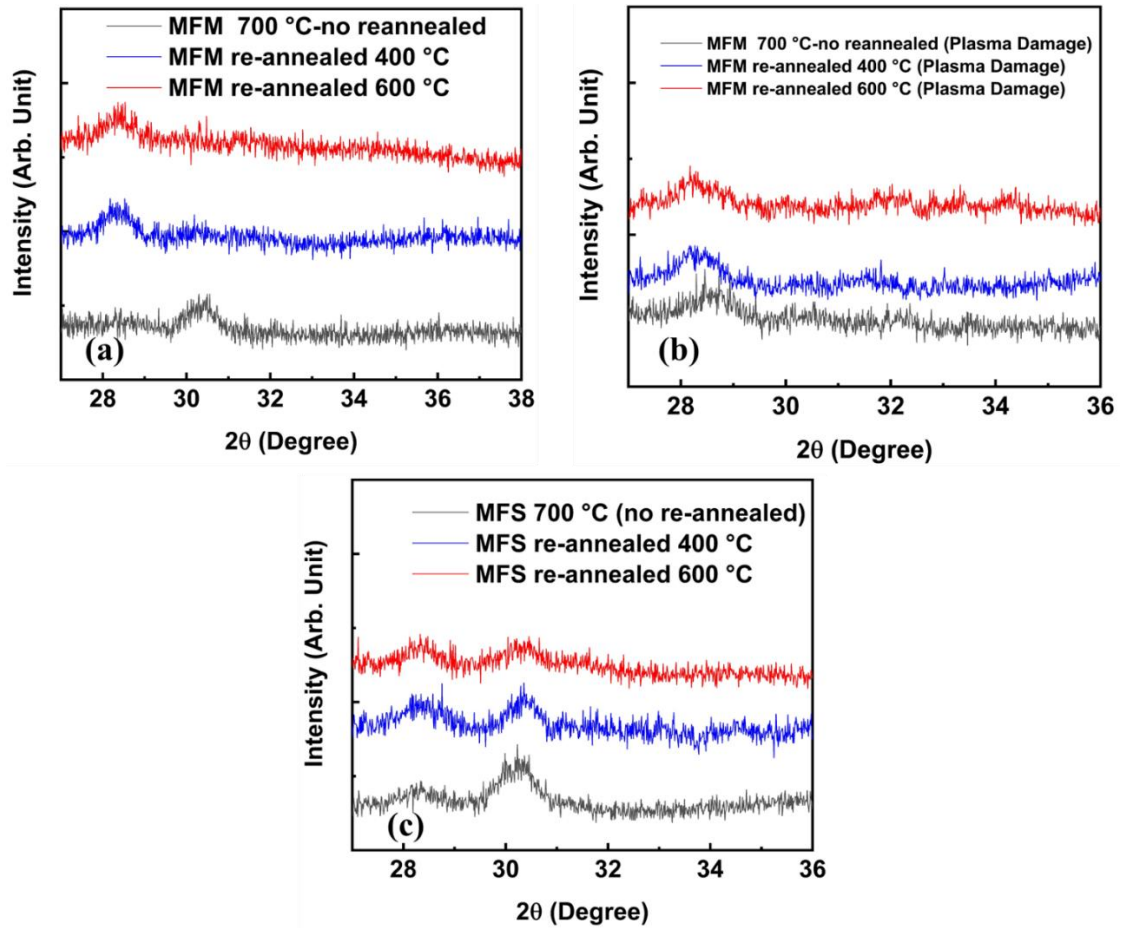 MFM 700 °C-no reannealed
MFM re-annealed 400 °C
MFM re-annealed 600 °C
Intensity (Arb. Unit)
(a)
28 30 32 34 36 38
2θ (Degree)
MFM 700 °C-no reannealed (Plasma Damage)
MFM re-annealed 400 °C (Plasma Damage)
MFM re-annealed 600 °C (Plasma Damage)
Intensity (Arb. Unit)
(b)
28 30 32 34 36
2θ (Degree)
MFS 700 °C (no re-annealed)
MFS re-annealed 400 °C
MFS re-annealed 600 °C
Intensity (Arb. Unit)
(c)
28 30 32 34 36
2θ (Degree)